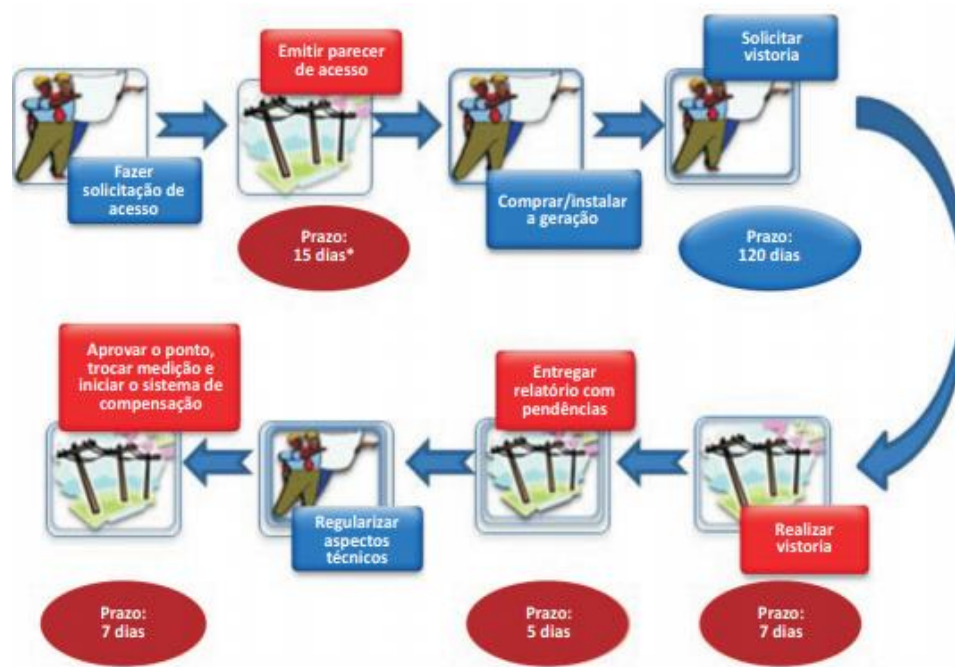 Fazer
solicitação de
acesso
Emitir parecer
de acesso
Prazo:
15 dias*
Comprar/instalar
a geração
Solicitar
vistoria
Prazo:
120 dias
Realizar
vistoria
Prazo:
7 dias
Entregar
relatório com
pendências
Prazo:
5 dias
Regularizar
aspectos
técnicos
Aprovar o ponto,
trocar medição e
iniciar o sistema de
compensação
Prazo:
7 dias